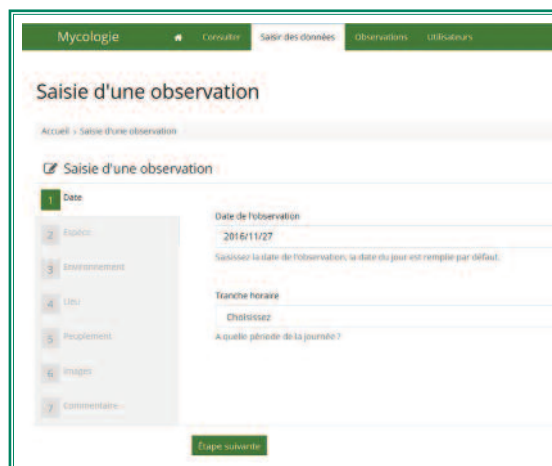 Mycologie Consulter Saisir des données Observations Utilisateurs
Saisie d'une observation
Accueil > Saisie d'une observation
Saisie d'une observation
1 Date
2 Espèce
3 Environnement
4 Lieu
5 Peuplement
6 Images
7 Commentaire
Date de l'observation
2016/11/27
Saisissez la date de l'observation, la date du jour est remplie par défaut.
Tranche horaire
Choisissez
A quelle période de la journée ?
Étape suivante